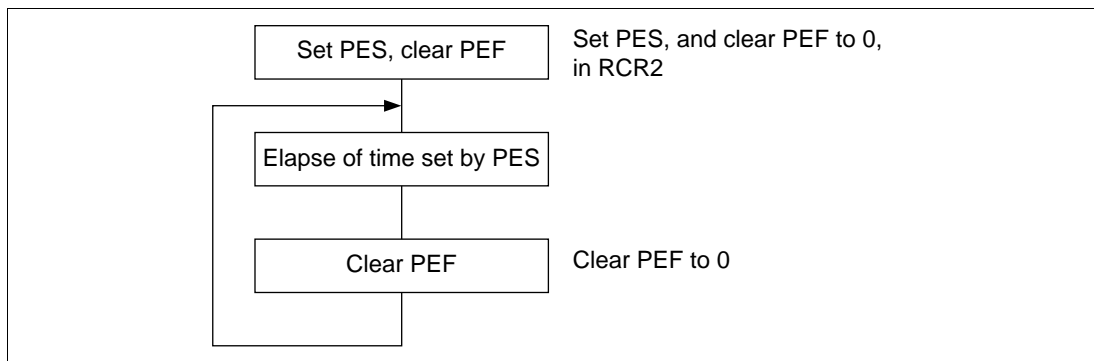 Set PES, clear PEF
Set PES, and clear PEF to 0,
in RCR2
Elapse of time set by PES
Clear PEF
Clear PEF to 0